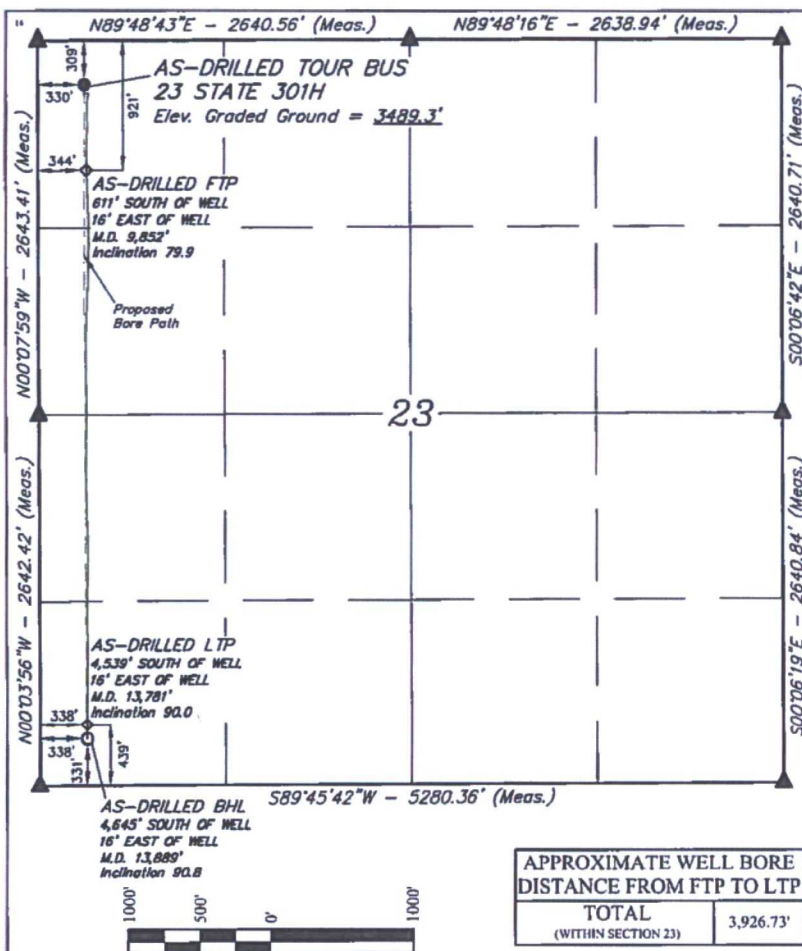 N89°48'43"E - 2640.56' (Meas.)
N89°48'16"E - 2638.94' (Meas.)
309'
330'
921'
AS-DRILLED TOUR BUS
23 STATE 301H
Elev. Graded Ground = 3489.3'
344'
AS-DRILLED FTP
611' SOUTH OF WELL
16' EAST OF WELL
M.D. 9,852'
Inclination 79.9
Proposed
Bore Path
N00°07'59"W - 2643.41' (Meas.)
S00°06'42"E - 2640.71' (Meas.)
23
N00°03'56"W - 2642.42' (Meas.)
S00°06'19"E - 2640.84' (Meas.)
AS-DRILLED LTP
4,539' SOUTH OF WELL
16' EAST OF WELL
M.D. 13,781'
Inclination 90.0
338'
338'
439'
331'
S89°45'42"W - 5280.36' (Meas.)
AS-DRILLED BHL
4,645' SOUTH OF WELL
16' EAST OF WELL
M.D. 13,889'
Inclination 90.8
1000'
500'
0'
1000'
APPROXIMATE WELL BORE
DISTANCE FROM FTP TO LTP
TOTAL
(WITHIN SECTION 23)
3,926.73'